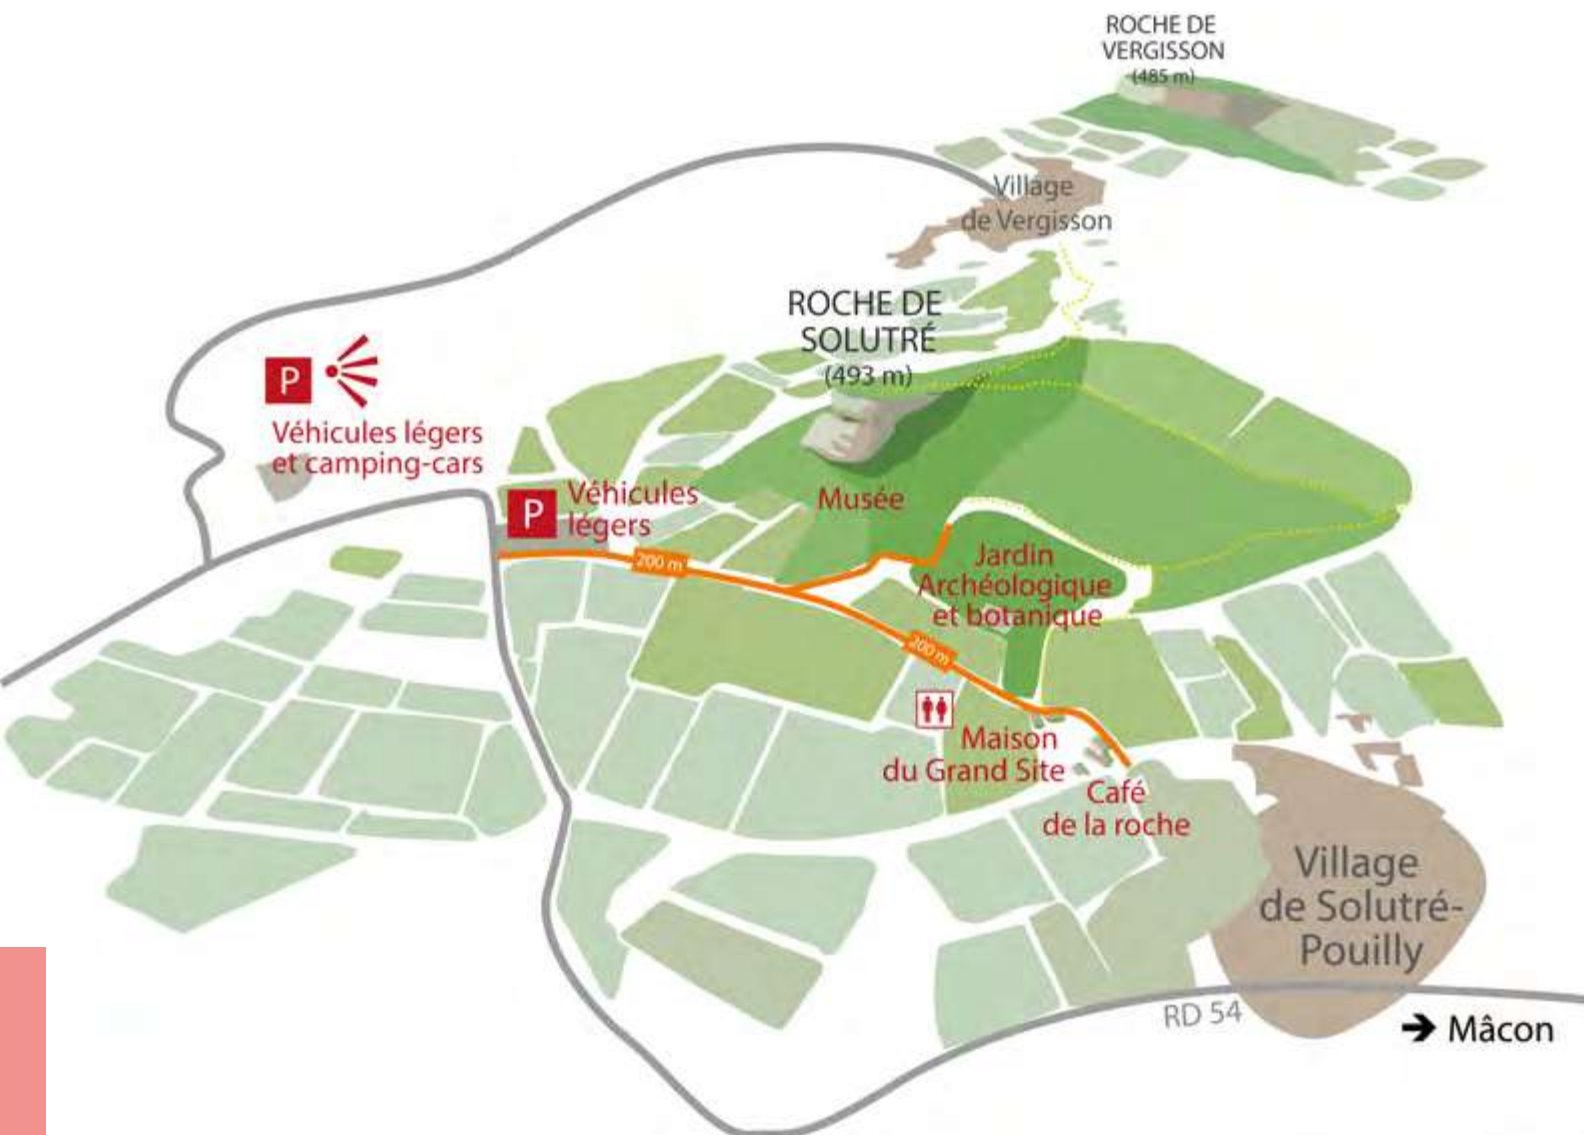 ROCHE DE
VERGISSON
(485 m)
Village
de Vergisson
ROCHE DE
SOLUTRÉ
(493 m)
P
Véhicules légers
et camping-cars
P
Véhicules
légers
Musée
200 m
Jardin
Archéologique
et botanique
200 m
Maison
du Grand Site
Café
de la roche
Village
de Solutré-
Pouilly
RD 54
→ Mâcon